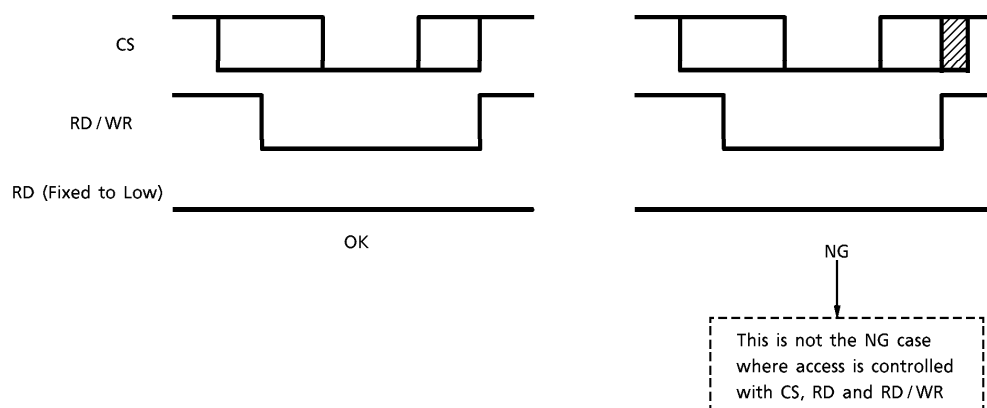 CS
RD / WR
RD (Fixed to Low)
OK
NG
This is not the NG case
where access is controlled
with CS, RD and RD / WR